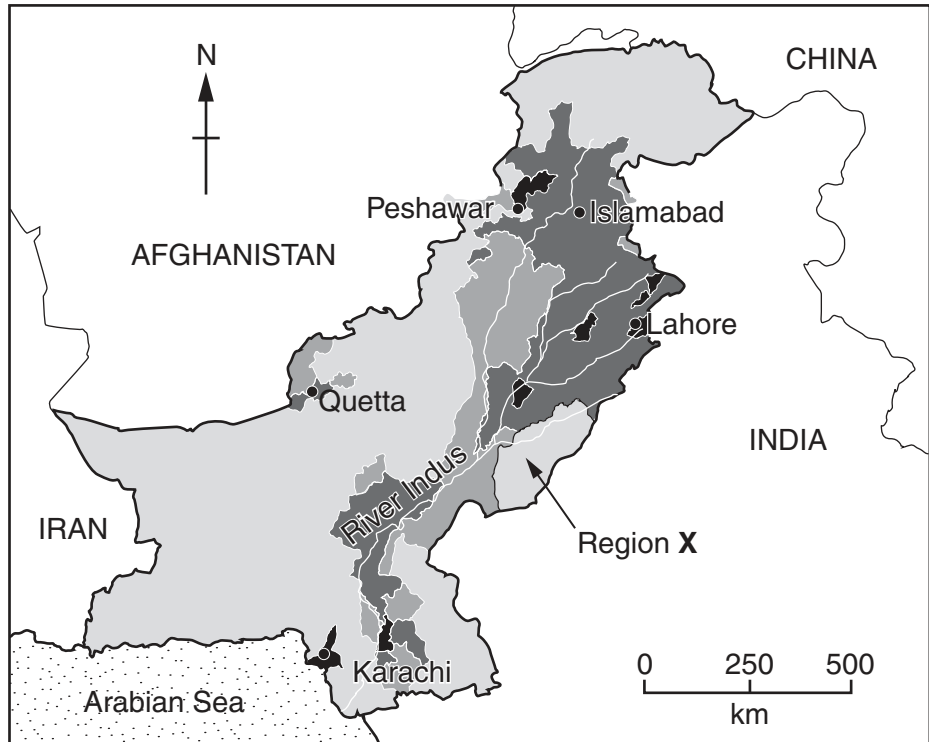 CHINA
N
Peshawar
Islamabad
AFGHANISTAN
Lahore
Quetta
INDIA
River Indus
IRAN
Region X
Karachi
0 250 500
km
Arabian Sea